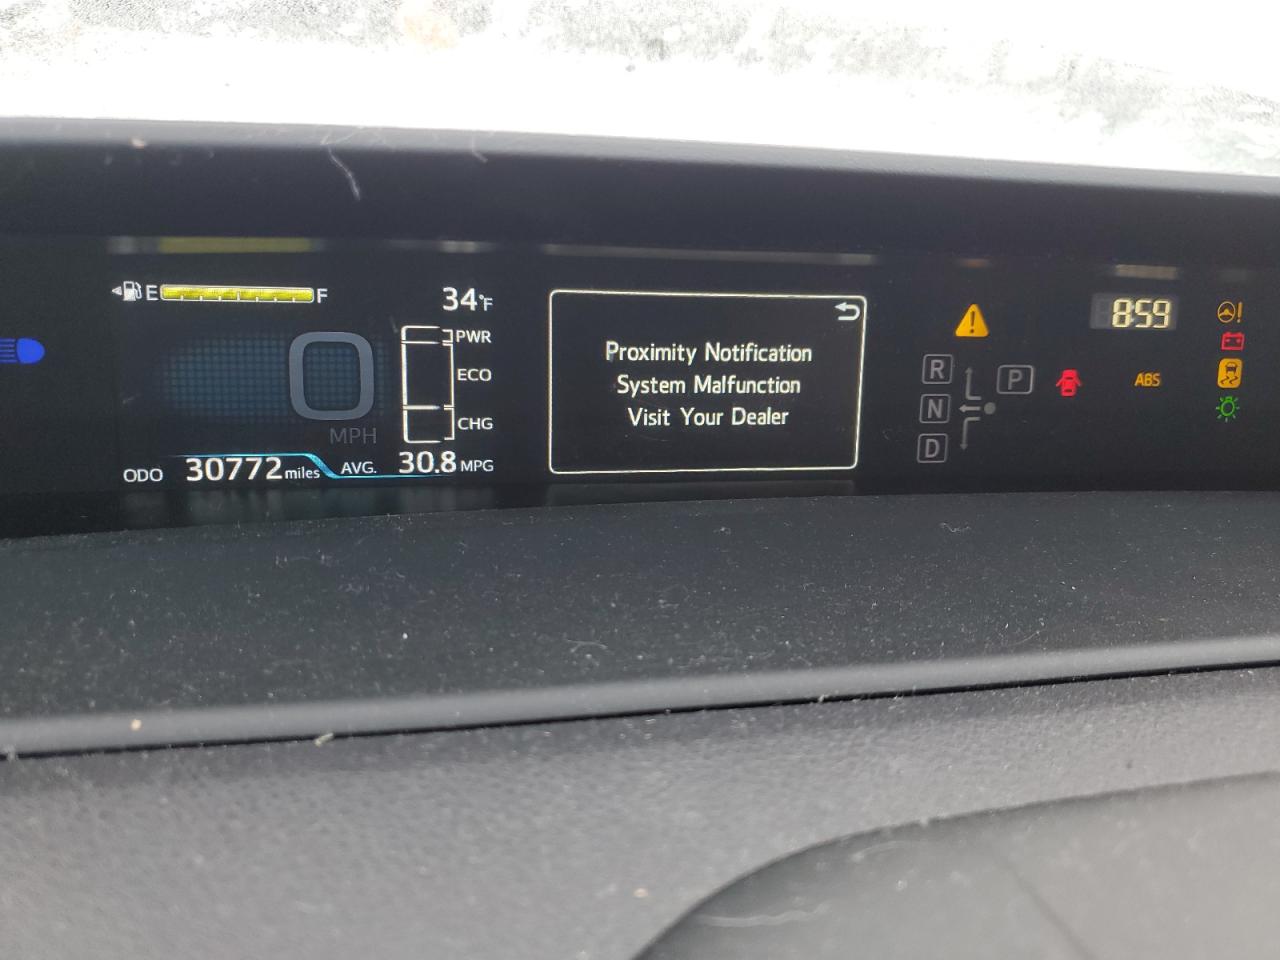 E F
34°F
PWR
ECO
CHG
0
MPH
ODO 30772 miles
AVG. 30.8 MPG
Proximity Notification
System Malfunction
Visit Your Dealer
R
N
D
P
8:59
ABS